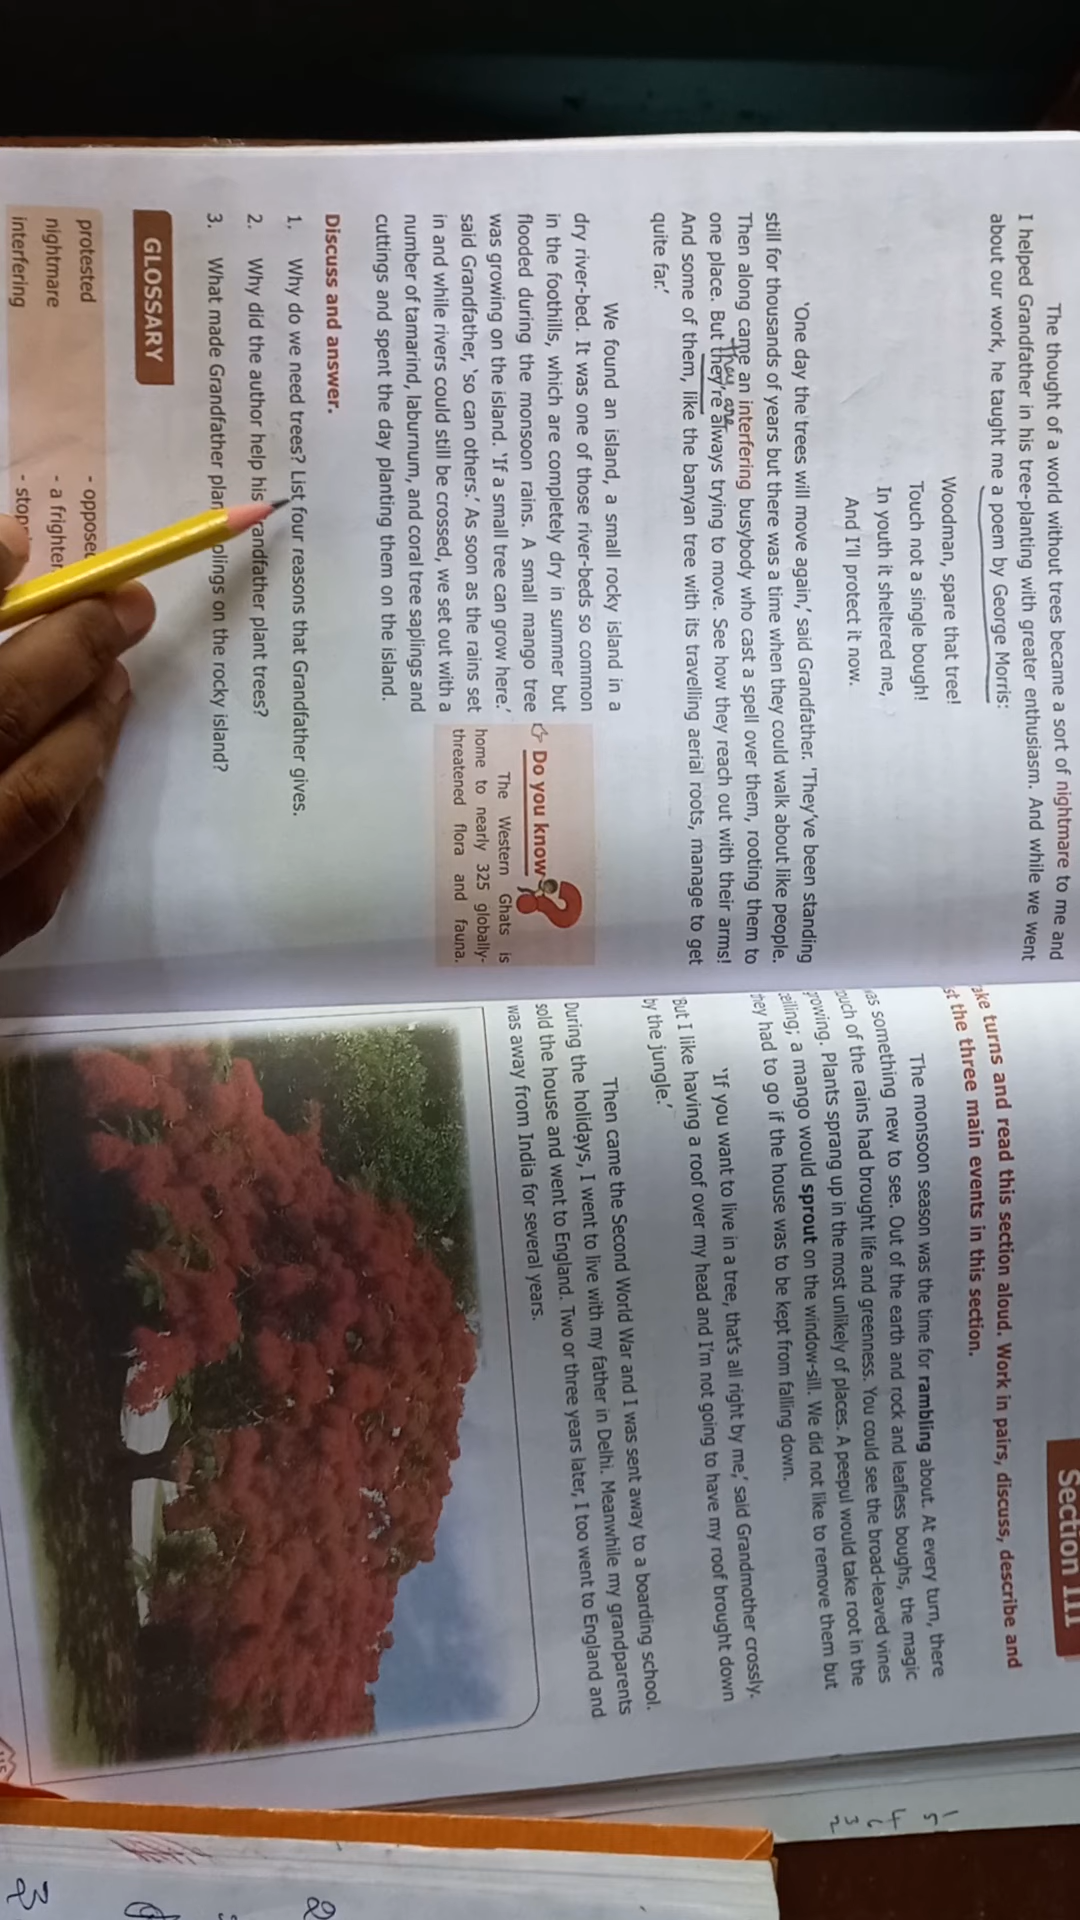 The thought of a world without trees became a sort of nightmare to me and
I helped Grandfather in his tree-planting with greater enthusiasm. And while we went
about our work, he taught me a poem by George Morris:
Woodman, spare that tree!
Touch not a single bough!
In youth it sheltered me,
And I'll protect it now.
'One day the trees will move again,' said Grandfather. 'They've been standing
still for thousands of years but there was a time when they could walk about like people.
Then along came an interfering busybody who cast a spell over them, rooting them to
they are
one place. But they're always trying to move. See how they reach out with their arms!
And some of them, like the banyan tree with its travelling aerial roots, manage to get
quite far.'
We found an island, a small rocky island in a
dry river-bed. It was one of those river-beds so common
in the foothills, which are completely dry in summer but
flooded during the monsoon rains. A small mango tree
was growing on the island. 'If a small tree can grow here,'
said Grandfather, 'so can others.' As soon as the rains set
in and while rivers could still be crossed, we set out with a
number of tamarind, laburnum, and coral tree saplings and
cuttings and spent the day planting them on the island.
Do you know?
The Western Ghats is
home to nearly 325 globally-
threatened flora and fauna.
Discuss and answer.
1. Why do we need trees? List four reasons that Grandfather gives.
2. Why did the author help his Grandfather plant trees?
3. What made Grandfather on the rocky island?
GLOSSARY
protested - opposed
nightmare - a
interfering -
Section III
turns and read this section aloud. Work in pairs, discuss, describe and
the three main events in this section.
The monsoon season was the time for rambling about. At every turn, there
was something new to see. Out of the earth and rock and leafless boughs, the magic
touch of the rains had brought life and greenness. You could see the broad-leaved vines
growing. Plants sprang up in the most unlikely of places. A peepul would take root in the
ceiling; a mango would sprout on the window-sill. We did not like to remove them but
they had to go if the house was to be kept from falling down.
'If you want to live in a tree, that's all right by me,' said Grandmother crossly.
'But I like having a roof over my head and I'm not going to have my roof brought down
by the jungle.'
Then came the Second World War and I was sent away to a boarding school.
During the holidays, I went to live with my father in Delhi. Meanwhile my grandparents
sold the house and went to England. Two or three years later, I too went to England and
was away from India for several years.